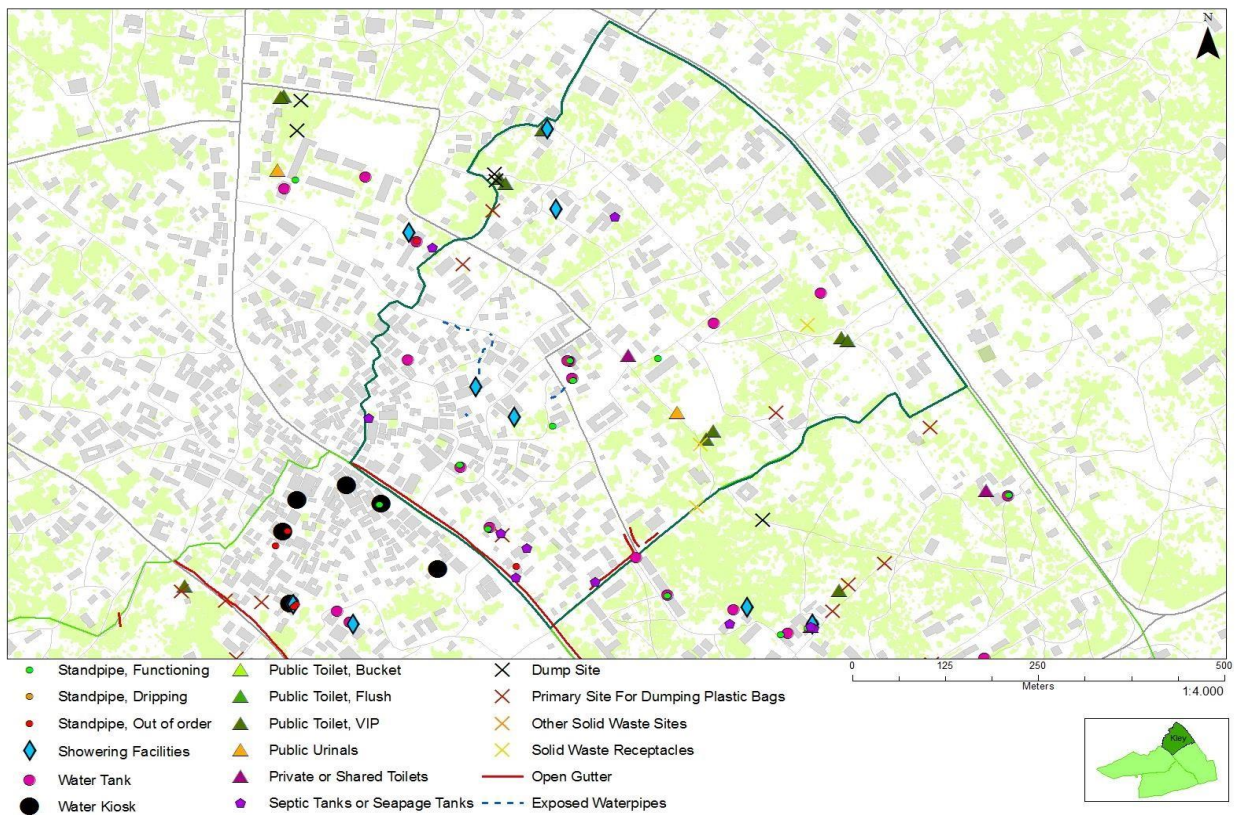 N
0 125 250 500
Meters
1:4.000
Standpipe, Functioning
Standpipe, Dripping
Standpipe, Out of order
Showering Facilities
Water Tank
Water Kiosk
Public Toilet, Bucket
Public Toilet, Flush
Public Toilet, VIP
Public Urinals
Private or Shared Toilets
Septic Tanks or Seapage Tanks
Dump Site
Primary Site For Dumping Plastic Bags
Other Solid Waste Sites
Solid Waste Receptacles
Open Gutter
Exposed Waterpipes
Kley